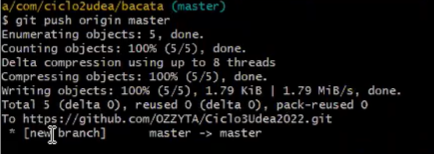 a/com/ciclo2udea/bacata (master)
$ git push origin master
Enumerating objects: 5, done.
Counting objects: 100% (5/5), done.
Delta compression using up to 8 threads
Compressing objects: 100% (5/5), done.
Writing objects: 100% (5/5), 1.79 KiB | 1.79 MiB/s, done.
Total 5 (delta 0), reused 0 (delta 0), pack-reused 0
To https://github.com/OZZYTA/Ciclo3Udea2022.git
 * [new branch]      master -> master